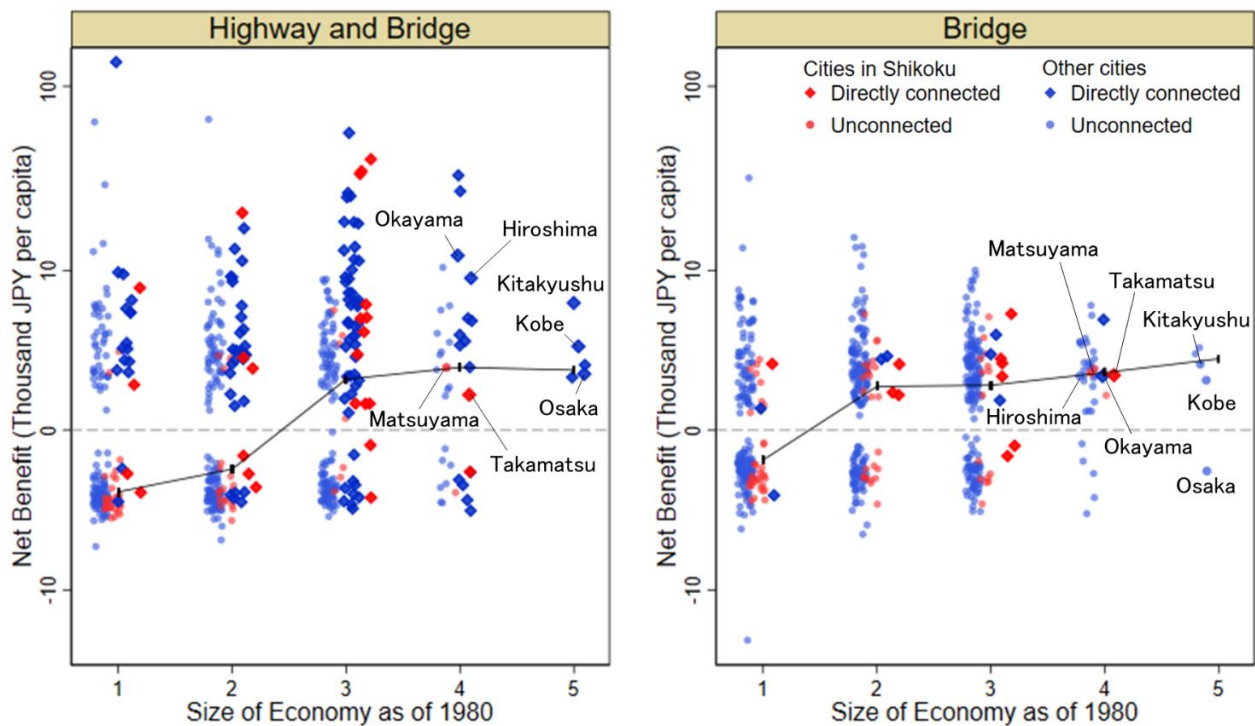 Highway and Bridge
Net Benefit (Thousand JPY per capita)
100
10
0
-10
Okayama
Hiroshima
Kitakyushu
Kobe
Matsuyama
Osaka
Takamatsu
1 2 3 4 5
Size of Economy as of 1980
Bridge
Net Benefit (Thousand JPY per capita)
100
10
0
-10
Cities in Shikoku
Directly connected
Unconnected
Other cities
Directly connected
Unconnected
Matsuyama
Takamatsu
Kitakyushu
Hiroshima
Kobe
Okayama
Osaka
1 2 3 4 5
Size of Economy as of 1980